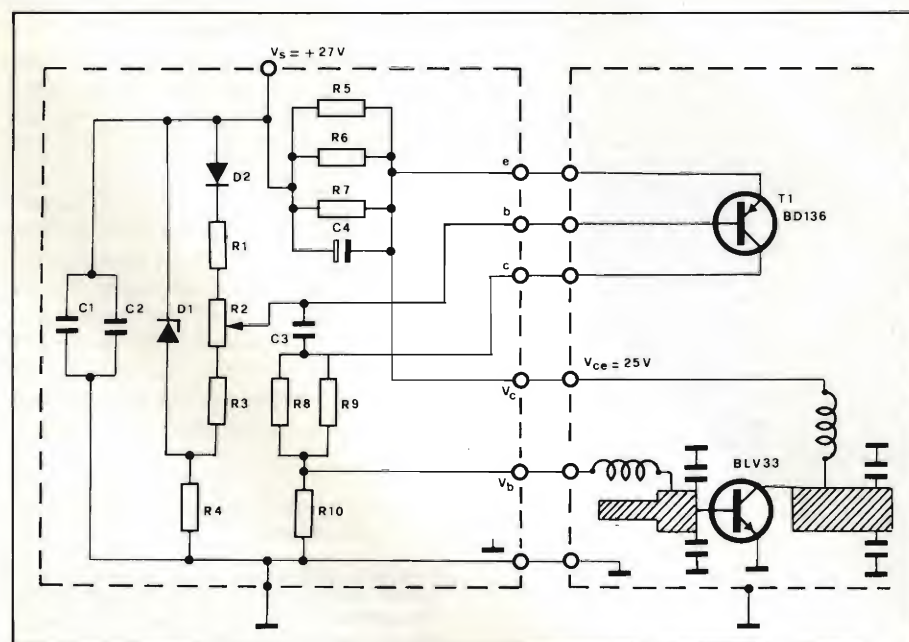 Vs = + 27V
R5
R6
R7
C4
D2
R1
R2
R3
R4
C1
C2
D1
C3
R8
R9
R10
e
b
c
Vc
Vb
T1
BD136
Vce = 25V
BLV33